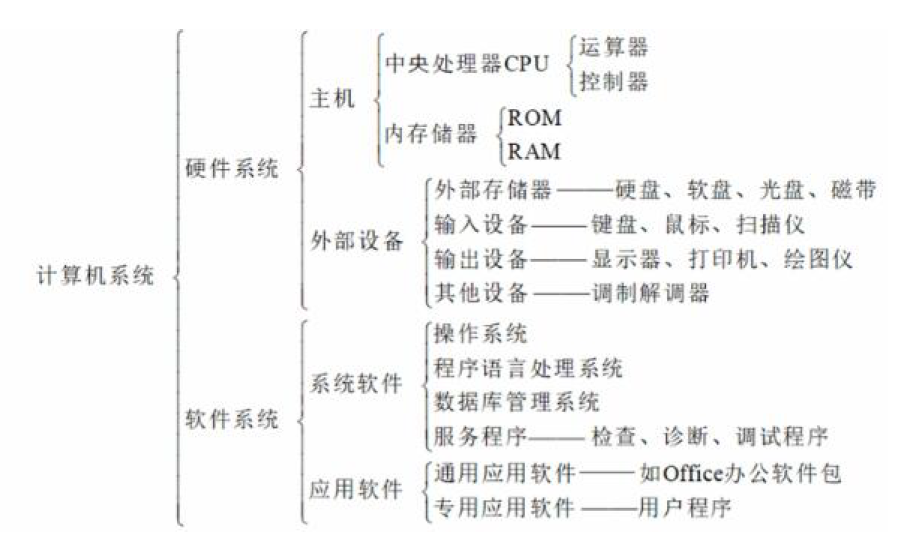 运算器
中央处理器CPU
控制器
主机
ROM
内存储器
RAM
硬件系统
外部存储器——硬盘、软盘、光盘、磁带
输入设备——键盘、鼠标、扫描仪
外部设备
输出设备——显示器、打印机、绘图仪
计算机系统
其他设备——调制解调器
操作系统
程序语言处理系统
系统软件
数据库管理系统
软件系统
服务程序——检查、诊断、调试程序
通用应用软件——如Office办公软件包
应用软件
专用应用软件——用户程序